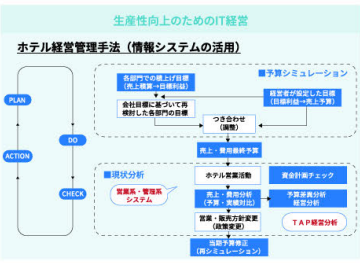 生産性向上のためのIT経営
ホテル経営管理手法（情報システムの活用）
PLAN
DO
CHECK
ACTION
■予算シミュレーション
各部門での積上げ目標
（売上積算→目標利益）
会社目標に基づいて再
検討した各部門の目標
経営者が設定した目標
（目標利益→売上予算）
つき合わせ
（調整）
売上・費用最終予算
■現状分析
営業系・管理系
システム
ホテル営業活動
資金計画チェック
売上・費用分析
（予算・実績対比）
予算差異分析
経営分析
営業・販売方針変更
（政策変更）
ＴＡＰ経営分析
当期予算修正
（再シミュレーション）